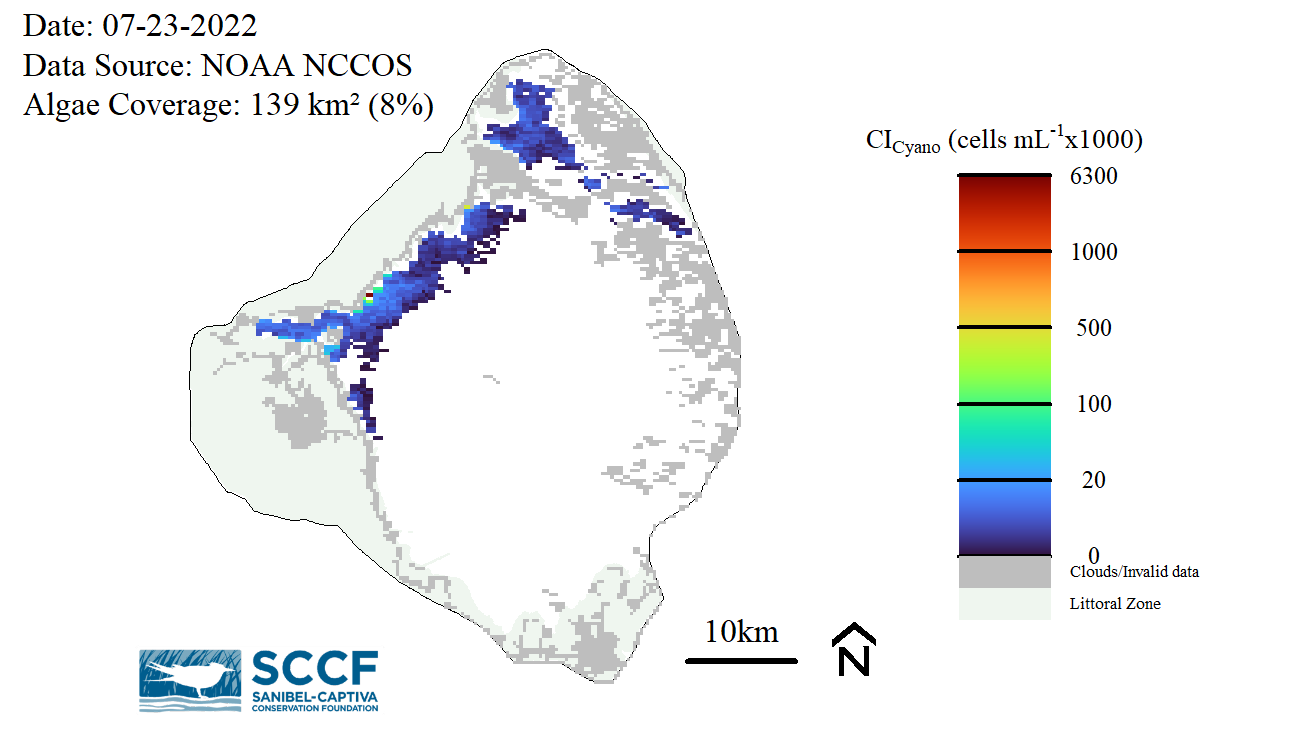 Date: 07-23-2022
Data Source: NOAA NCCOS
Algae Coverage: 139 km² (8%)
CICyano (cells mL-1x1000)
6300
1000
500
100
20
0
Clouds/Invalid data
Littoral Zone
10km
N
SCCF
SANIBEL-CAPTIVA
CONSERVATION FOUNDATION